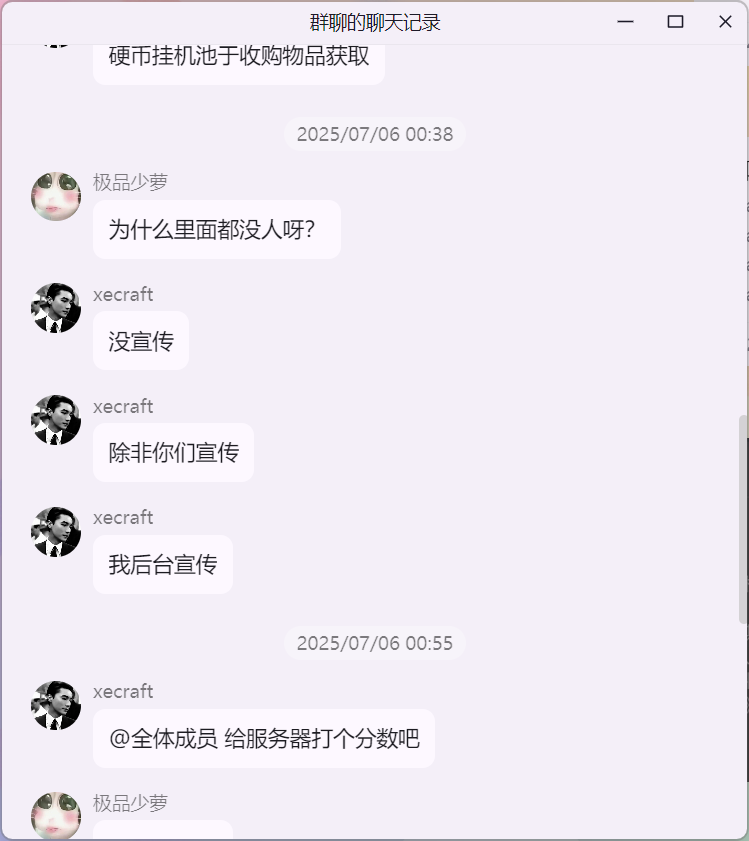 群聊的聊天记录
硬币挂机池于收购物品获取
2025/07/06 00:38
极品少萝
为什么里面都没人呀？
xecraft
没宣传
xecraft
除非你们宣传
xecraft
我后台宣传
2025/07/06 00:55
xecraft
@全体成员 给服务器打个分数吧
极品少萝